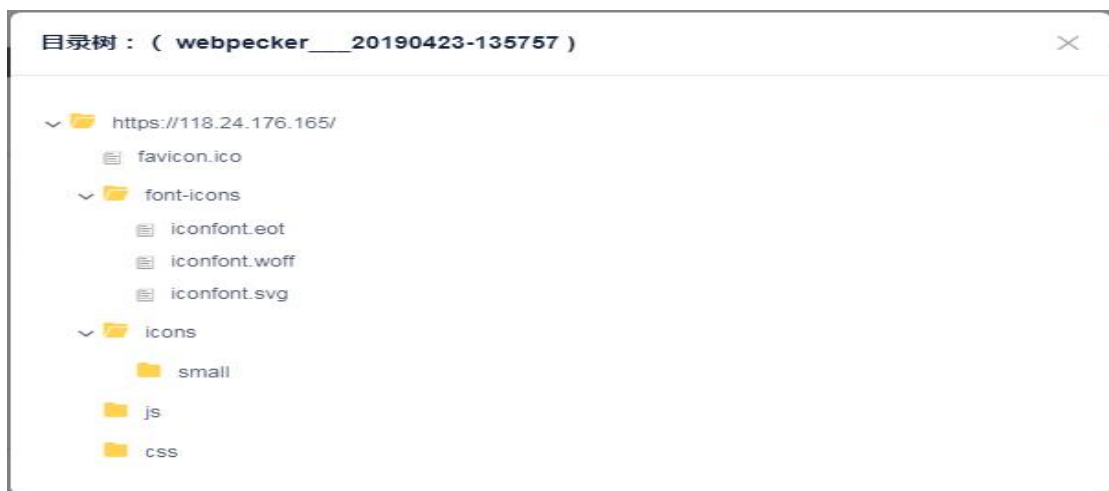 目录树：（ webpecker___20190423-135757 ）
https://118.24.176.165/
favicon.ico
font-icons
iconfont.eot
iconfont.woff
iconfont.svg
icons
small
js
css